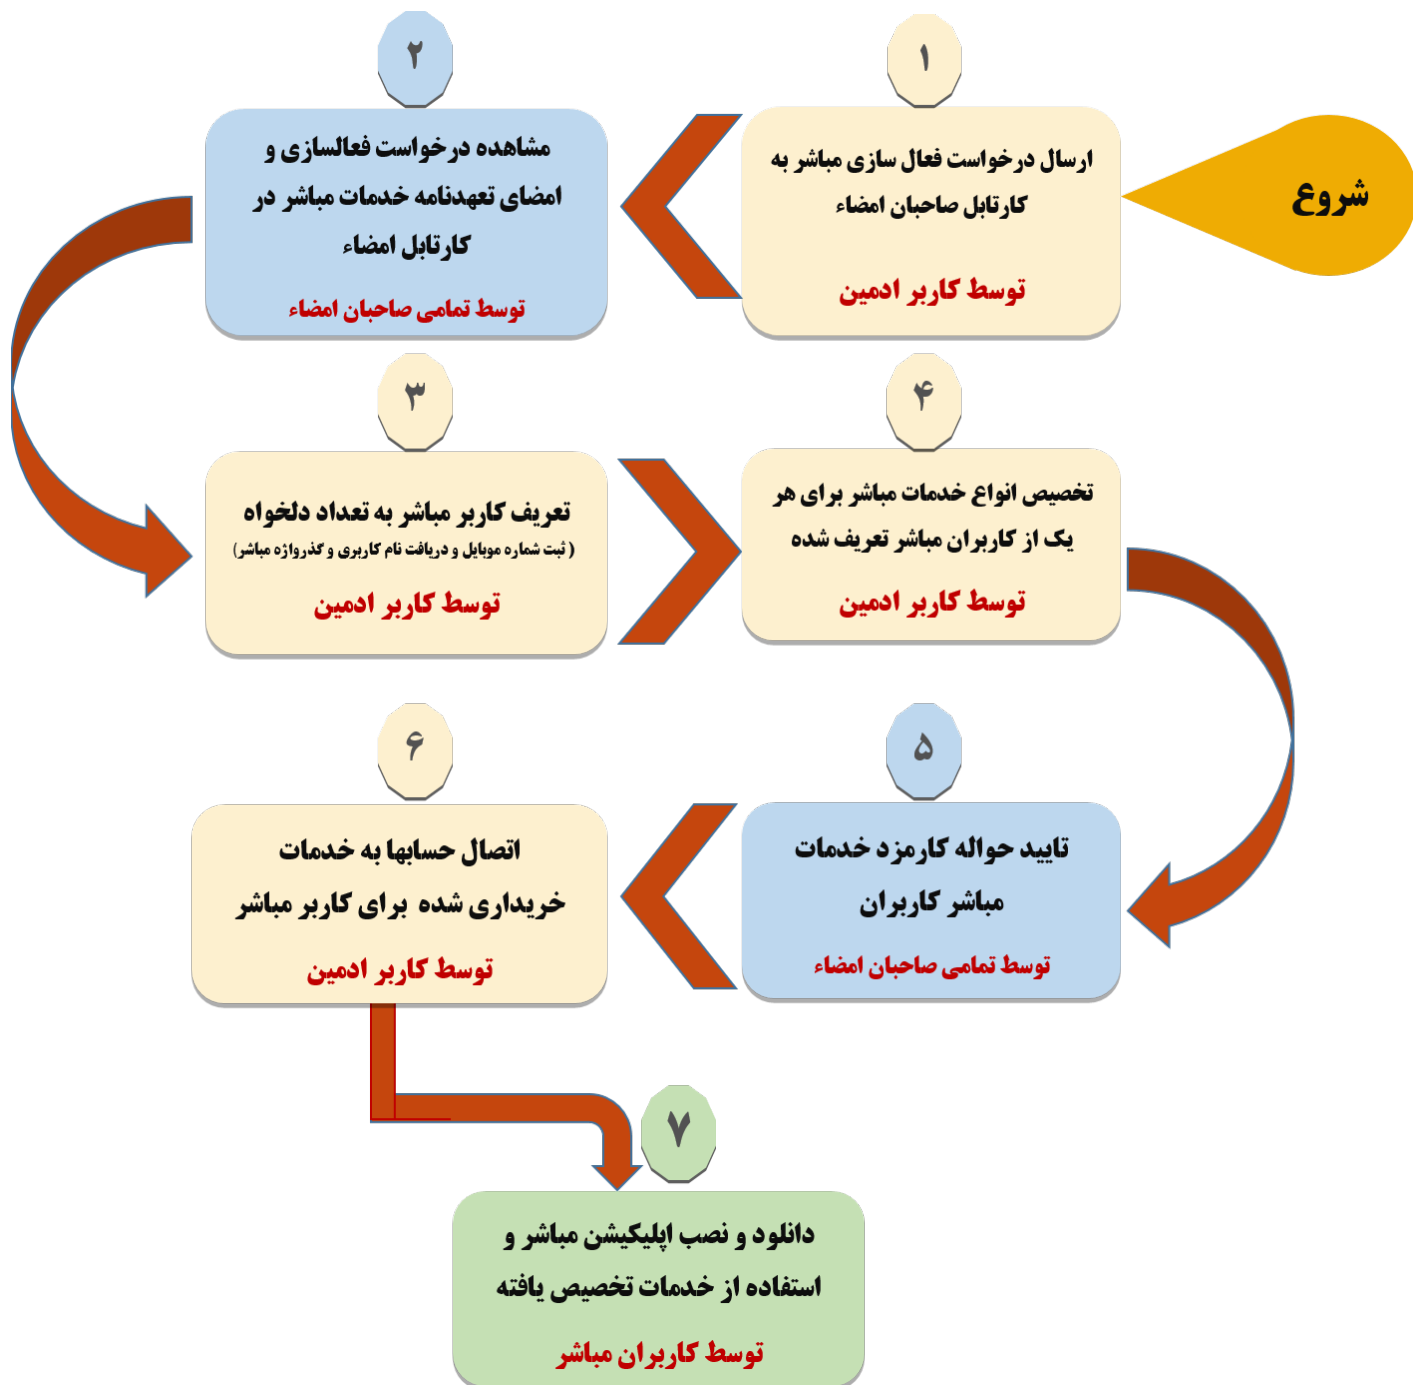 شروع
۱
ارسال درخواست فعال سازی مباشر به
کارتابل صاحبان امضاء
توسط کاربر ادمین
۲
مشاهده درخواست فعالسازی و
امضای تعهدنامه خدمات مباشر در
کارتابل امضاء
توسط تمامی صاحبان امضاء
۳
تعریف کاربر مباشر به تعداد دلخواه
( ثبت شماره موبایل و دریافت نام کاربری و گذرواژه مباشر)
توسط کاربر ادمین
۴
تخصیص انواع خدمات مباشر برای هر
یک از کاربران مباشر تعریف شده
توسط کاربر ادمین
۵
تایید حواله کارمزد خدمات
مباشر کاربران
توسط تمامی صاحبان امضاء
۶
اتصال حسابها به خدمات
خریداری شده برای کاربر مباشر
توسط کاربر ادمین
۷
دانلود و نصب اپلیکیشن مباشر و
استفاده از خدمات تخصیص یافته
توسط کاربران مباشر